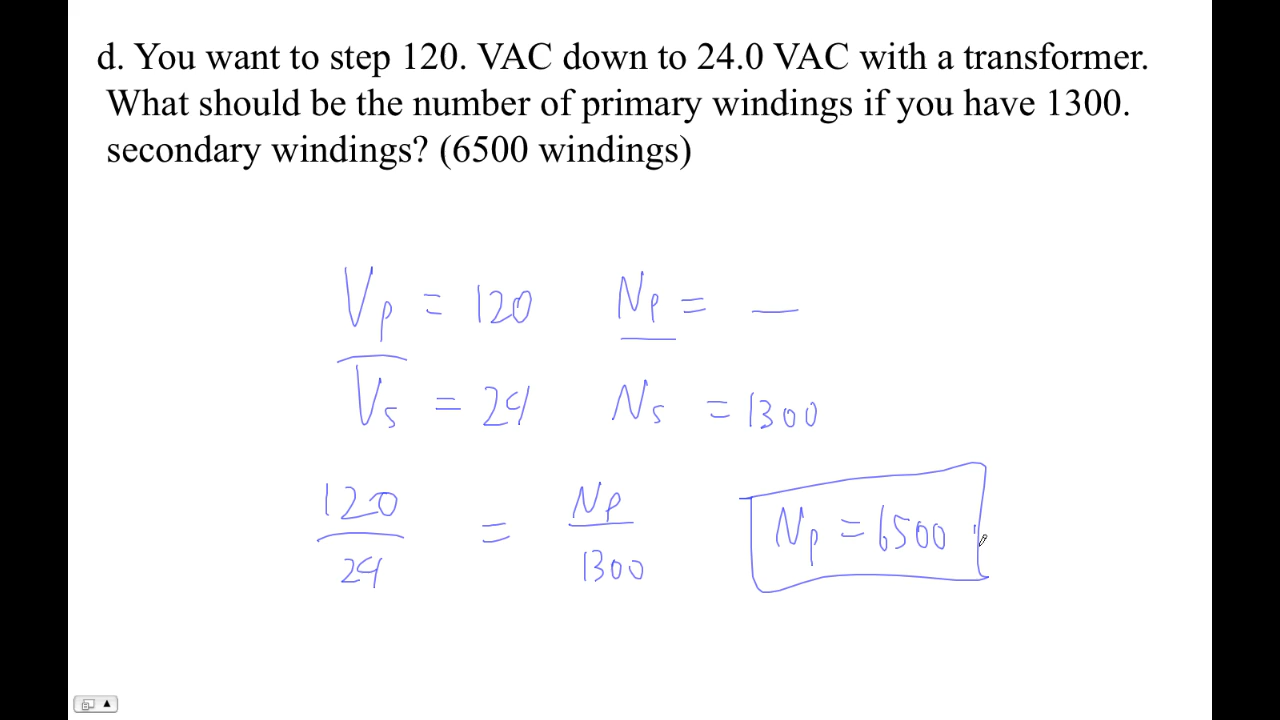 d. You want to step 120. VAC down to 24.0 VAC with a transformer.
What should be the number of primary windings if you have 1300.
secondary windings? (6500 windings)
Vp = 120 Np = __
Vs = 24 Ns = 1300
120 Np
= Np = 6500
24 1300